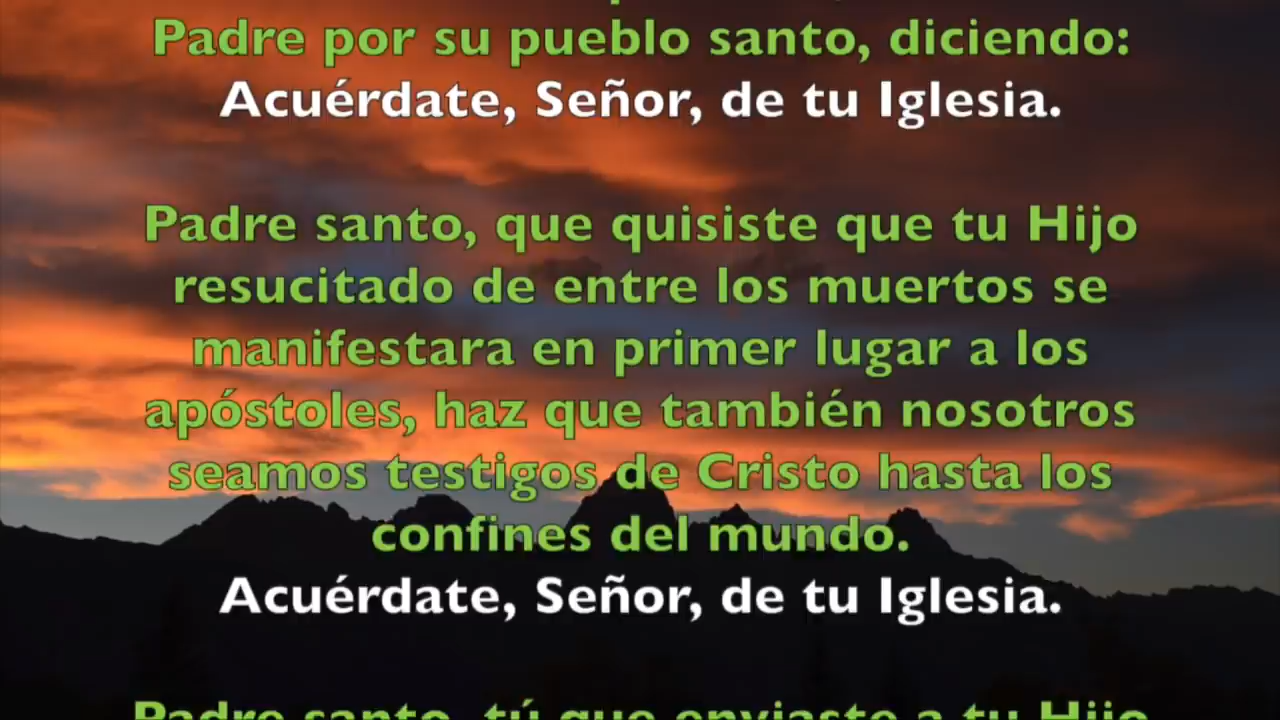 Padre por su pueblo santo, diciendo:
Acuérdate, Señor, de tu Iglesia.
Padre santo, que quisiste que tu Hijo
resucitado de entre los muertos se
manifestara en primer lugar a los
apóstoles, haz que también nosotros
seamos testigos de Cristo hasta los
confines del mundo.
Acuérdate, Señor, de tu Iglesia.
Padre santo, tú que enviaste a tu Hijo